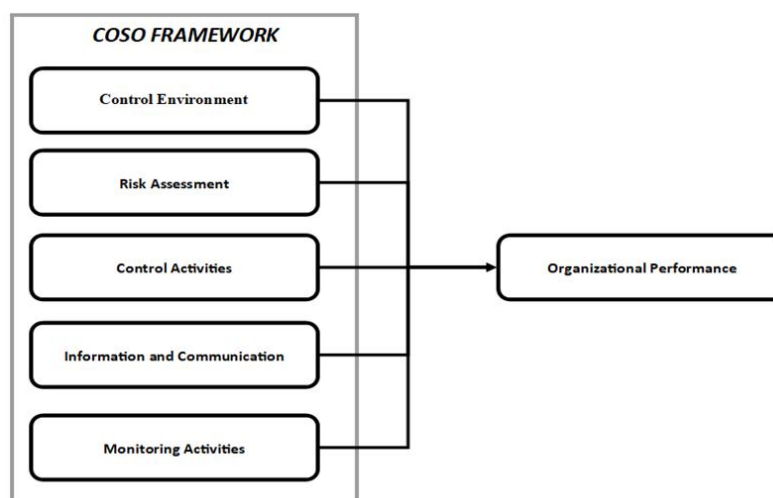 COSO FRAMEWORK
Control Environment
Risk Assessment
Control Activities
Organizational Performance
Information and Communication
Monitoring Activities